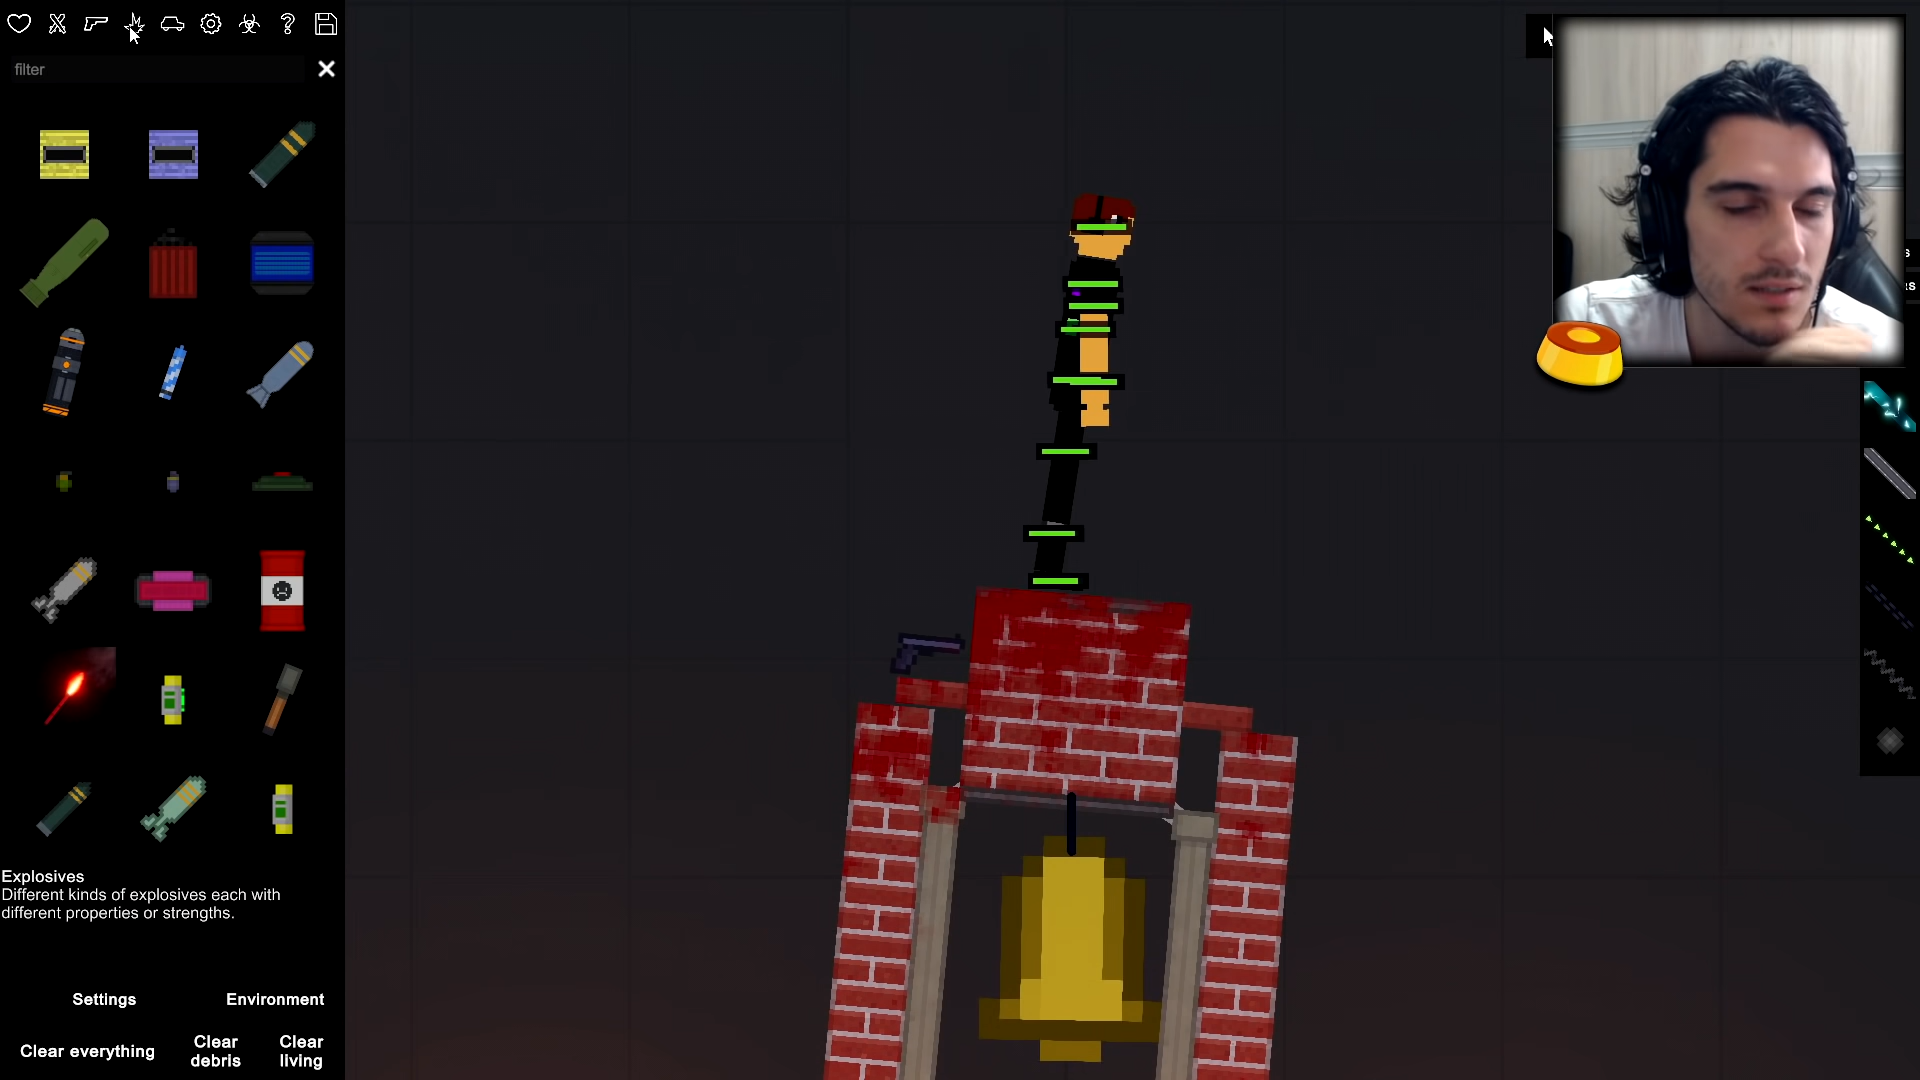 filter
s
rs
Explosives
Different kinds of explosives each with
different properties or strengths.
Settings
Environment
Clear everything
Clear
debris
Clear
living